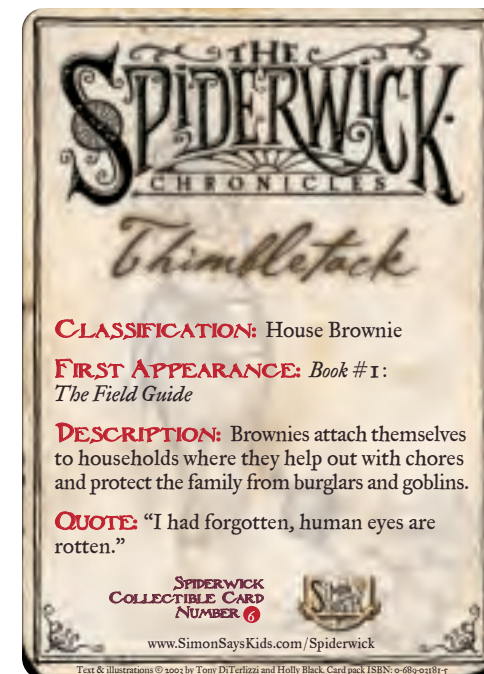 THE
SPIDERWICK
CHRONICLES
Thimbletack
CLASSIFICATION: House Brownie
FIRST APPEARANCE: Book #1:
The Field Guide
DESCRIPTION: Brownies attach themselves
to households where they help out with chores
and protect the family from burglars and goblins.
QUOTE: “I had forgotten, human eyes are
rotten.”
SPIDERWICK
COLLECTIBLE CARD
NUMBER 6
www.SimonSaysKids.com/Spiderwick
Text & illustrations © 2003 by Tony DiTerlizzi and Holly Black. Card pack ISBN: 0-689-02181-5